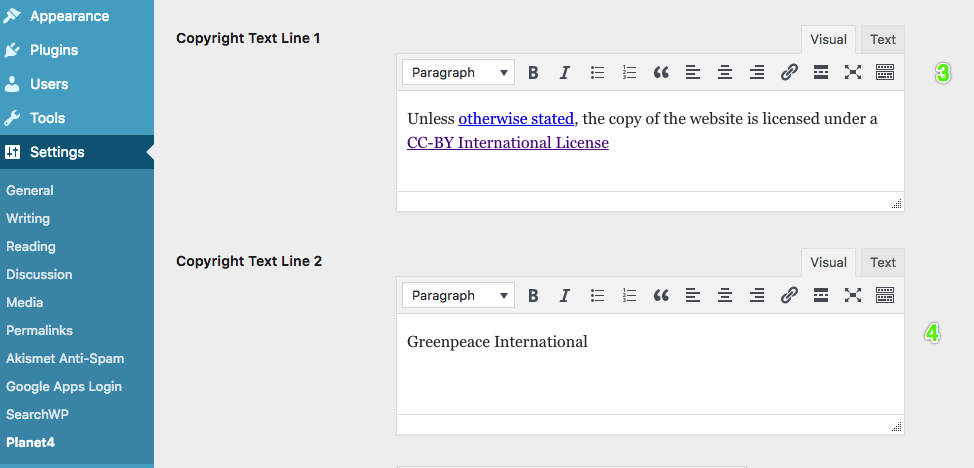 Appearance
Plugins
Users
Tools
Settings
General
Writing
Reading
Discussion
Media
Permalinks
Akismet Anti-Spam
Google Apps Login
SearchWP
Planet4
Copyright Text Line 1
Visual Text
Paragraph B I
Unless otherwise stated, the copy of the website is licensed under a
CC-BY International License
3
Copyright Text Line 2
Visual Text
Paragraph B I
Greenpeace International
4